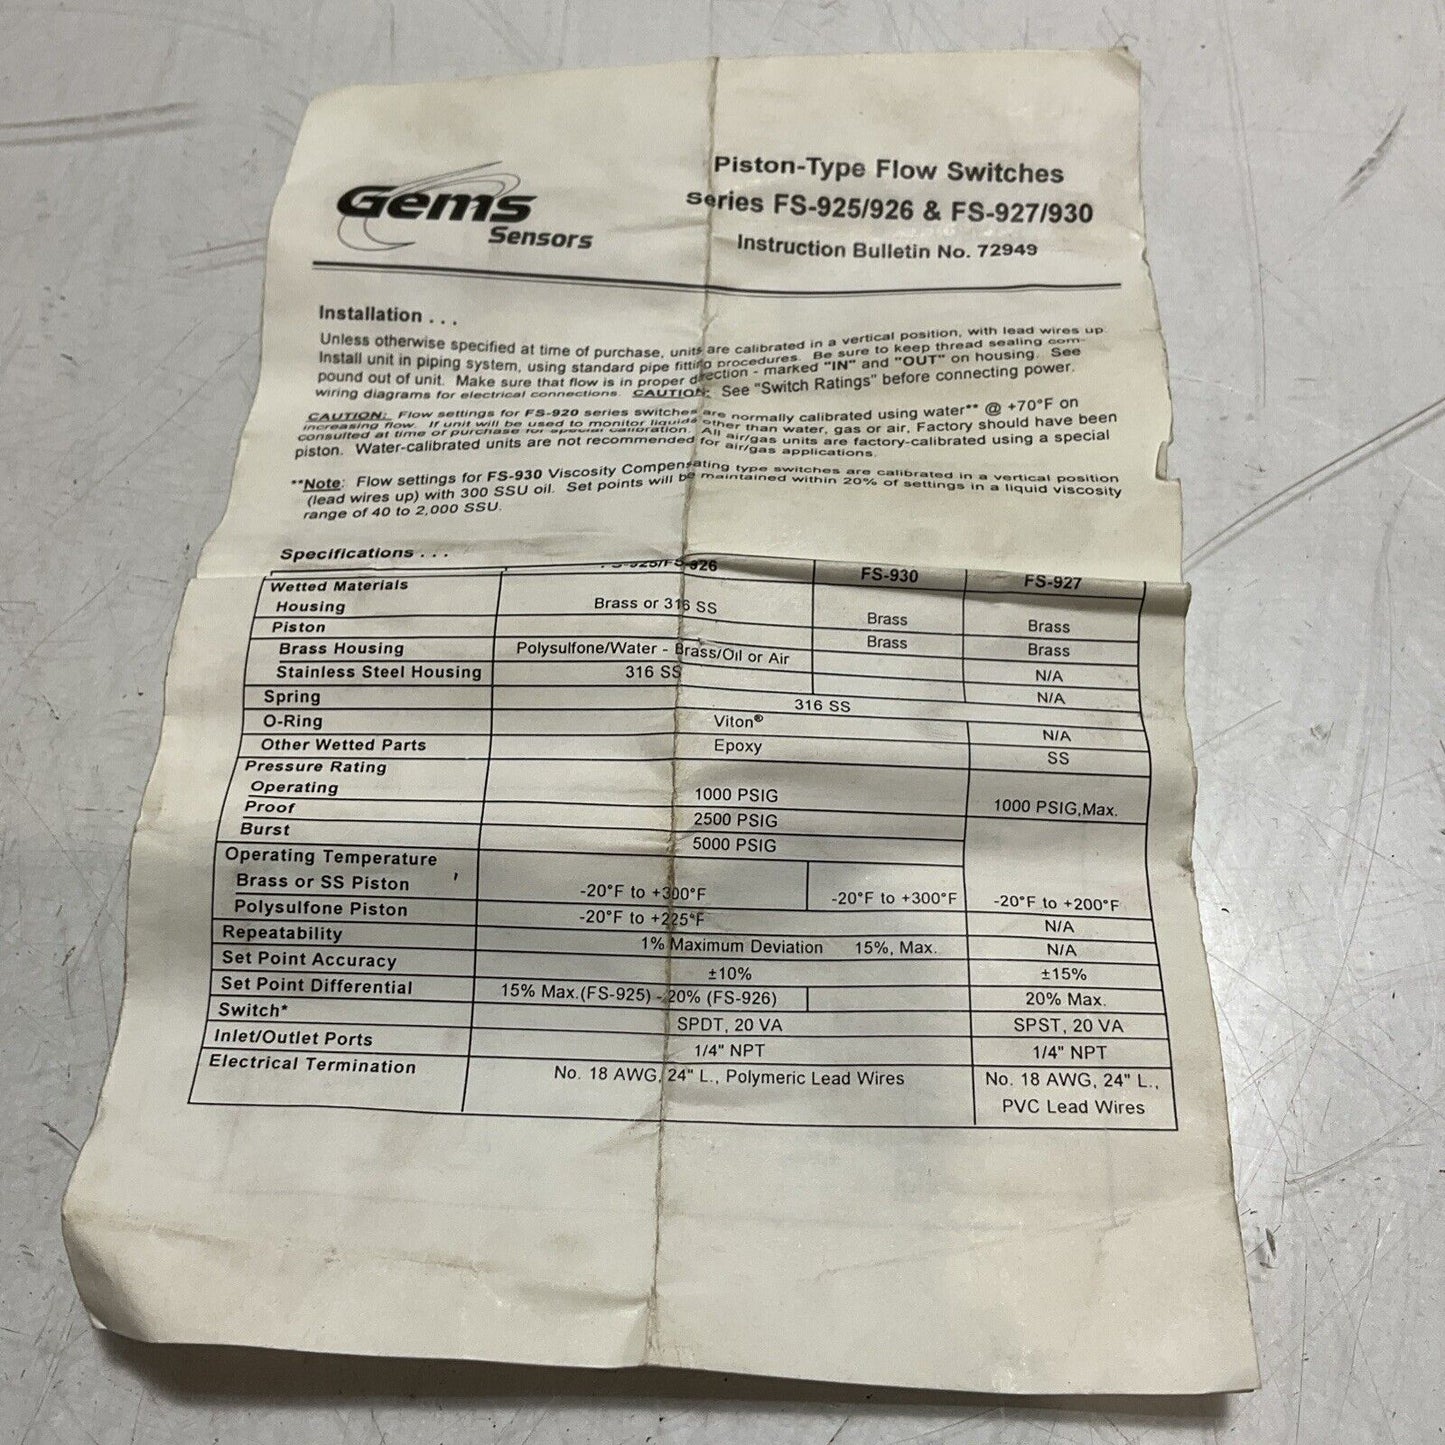 Gems
Sensors
Piston-Type Flow Switches
Series FS-925/926 & FS-927/930
Instruction Bulletin No. 72949
Installation . . .
Unless otherwise specified at time of purchase, units are calibrated in a vertical position, with lead wires up.
Install unit in piping system, using standard pipe fitting procedures. Be sure to keep thread sealing com-
pound out of unit. Make sure that flow is in proper direction - marked "IN" and "OUT" on housing. See
wiring diagrams for electrical connections. CAUTION: See "Switch Ratings" before connecting power.
CAUTION: Flow settings for FS-920 series switches are normally calibrated using water** @ +70°F on
increasing flow. If unit will be used to monitor liquids other than water, gas or air, Factory should have been
consulted at time of purchase for special calibration. All air/gas units are factory-calibrated using a special
piston. Water-calibrated units are not recommended for air/gas applications.
**Note: Flow settings for FS-930 Viscosity Compensating type switches are calibrated in a vertical position
(lead wires up) with 300 SSU oil. Set points will be maintained within 20% of settings in a liquid viscosity
range of 40 to 2,000 SSU.
Specifications . . .
FS-925/FS-926 FS-930 FS-927
Wetted Materials
Housing Brass or 316 SS Brass Brass
Piston
Brass Housing Polysulfone/Water - Brass/Oil or Air Brass Brass
Stainless Steel Housing 316 SS N/A
Spring 316 SS N/A
O-Ring Viton® N/A
Other Wetted Parts Epoxy SS
Pressure Rating
Operating 1000 PSIG 1000 PSIG,Max.
Proof 2500 PSIG
Burst 5000 PSIG
Operating Temperature
Brass or SS Piston -20°F to +300°F -20°F to +300°F -20°F to +200°F
Polysulfone Piston -20°F to +225°F N/A
Repeatability 1% Maximum Deviation 15%, Max. N/A
Set Point Accuracy ±10% ±15%
Set Point Differential 15% Max.(FS-925) - 20% (FS-926) 20% Max.
Switch* SPDT, 20 VA SPST, 20 VA
Inlet/Outlet Ports 1/4" NPT 1/4" NPT
Electrical Termination No. 18 AWG, 24" L., Polymeric Lead Wires No. 18 AWG, 24" L.,
PVC Lead Wires